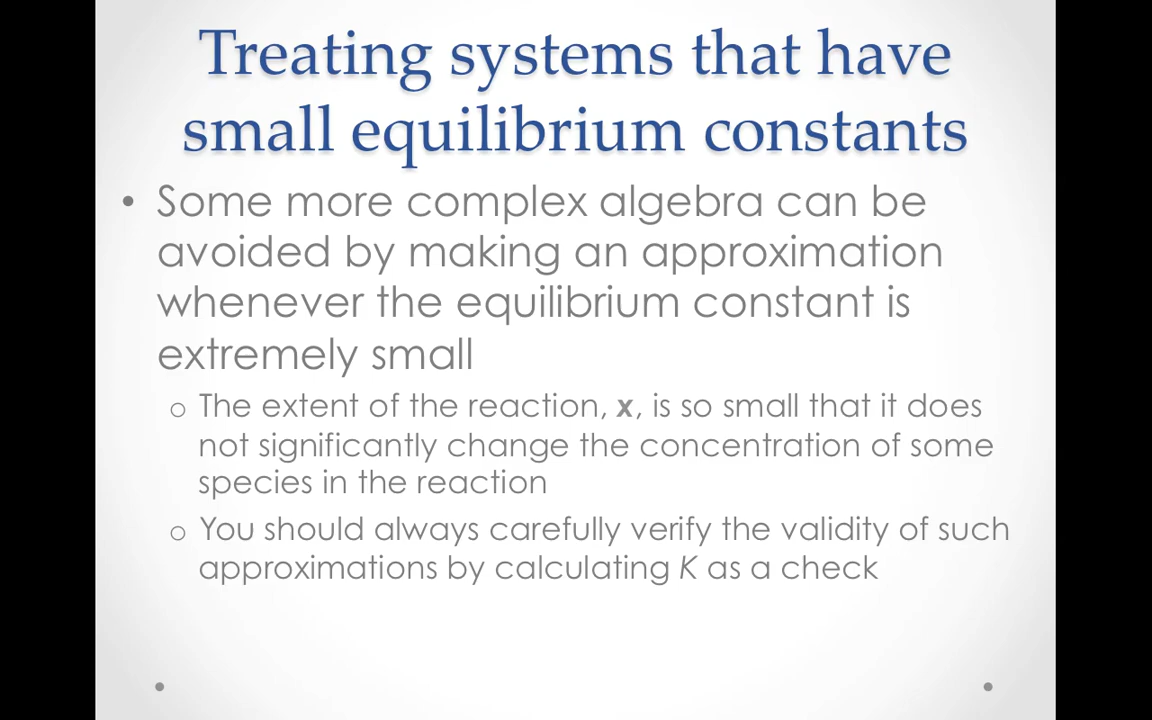 Treating systems that have
small equilibrium constants
• Some more complex algebra can be
avoided by making an approximation
whenever the equilibrium constant is
extremely small
o The extent of the reaction, x, is so small that it does
not significantly change the concentration of some
species in the reaction
o You should always carefully verify the validity of such
approximations by calculating K as a check